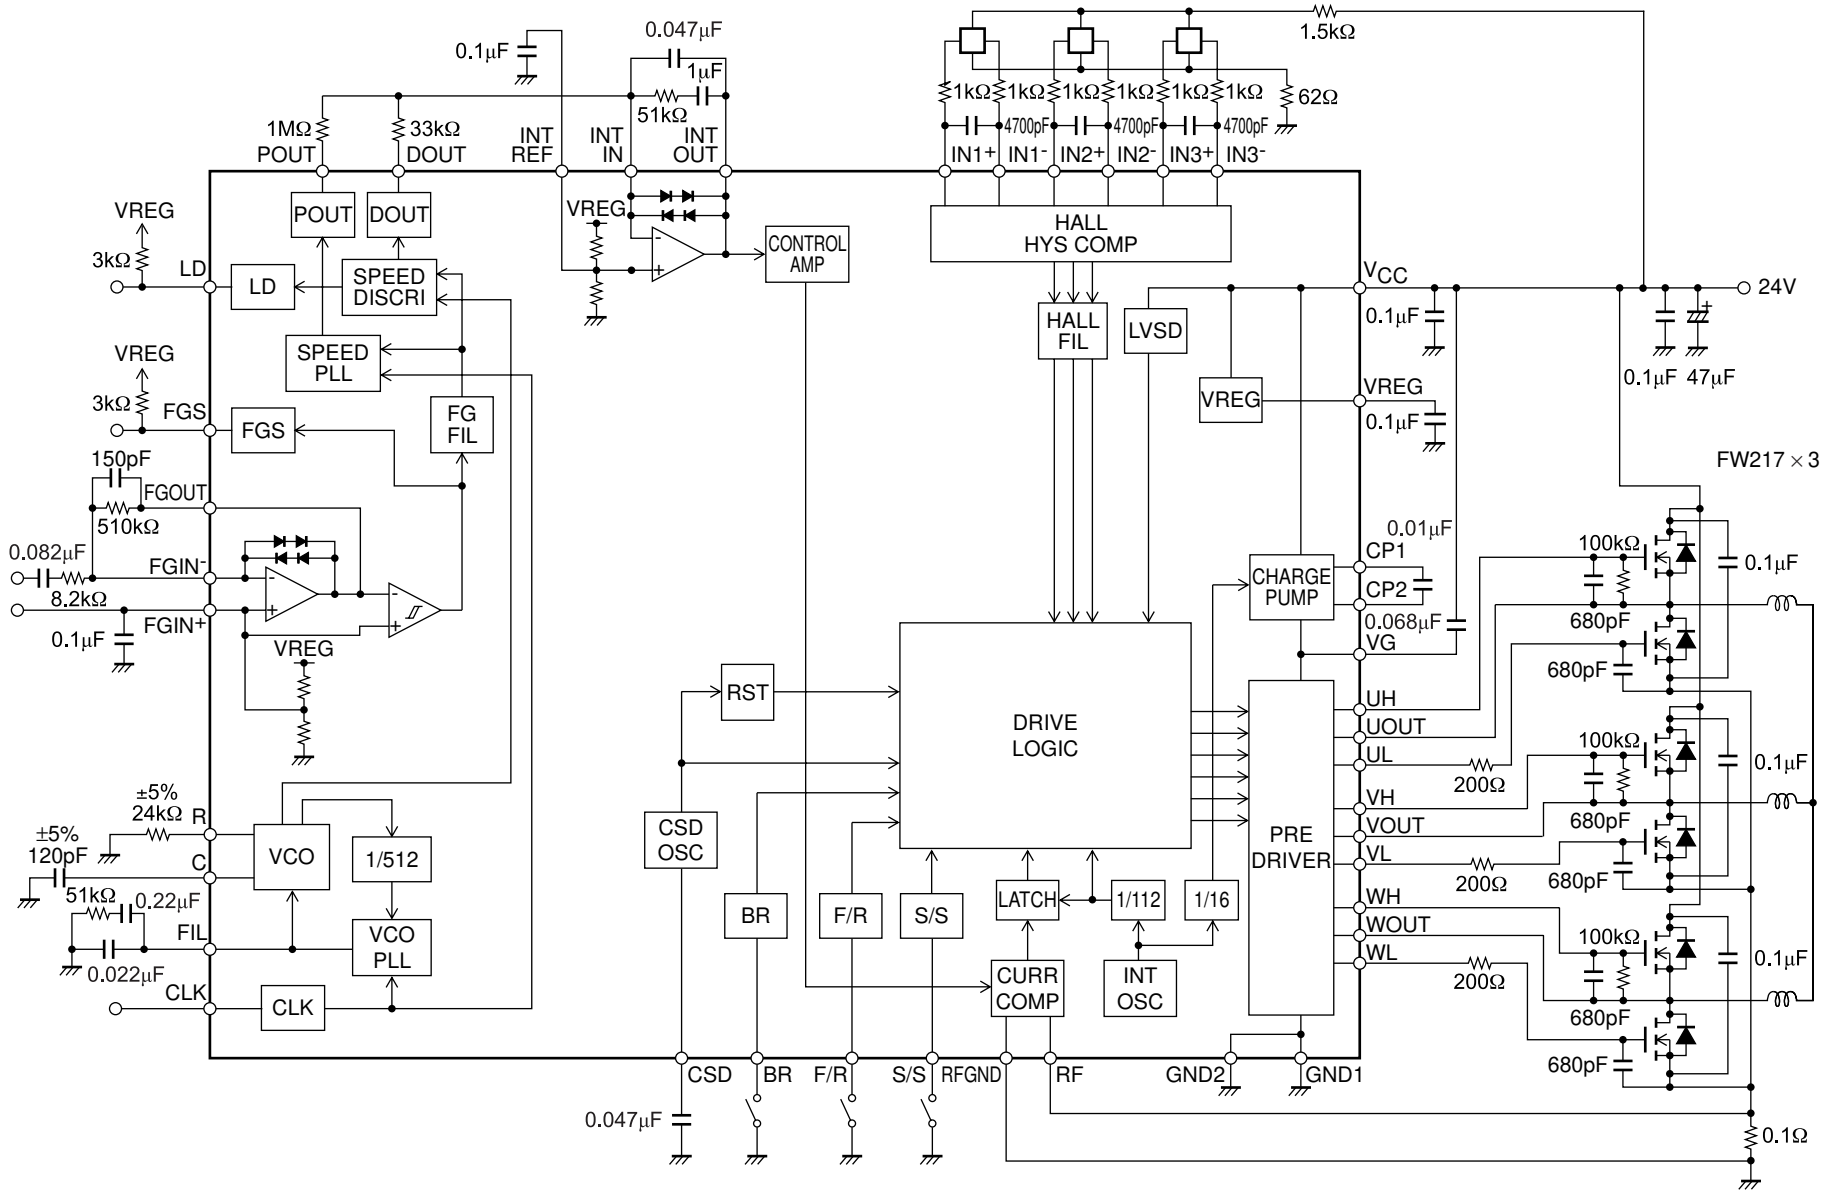 0.047µF
0.1µF
1µF
51kΩ
1.5kΩ
1kΩ 1kΩ 1kΩ 1kΩ 1kΩ 1kΩ
62Ω
4700pF 4700pF 4700pF
1MΩ
POUT
33kΩ
DOUT
INT
REF
INT
IN
INT
OUT
IN1+ IN1- IN2+ IN2- IN3+ IN3-
VREG
3kΩ
LD
LD
POUT
DOUT
SPEED
DISCRI
VREG
-
+
CONTROL
AMP
HALL
HYS COMP
HALL
FIL
LVSD
VREG
VCC
0.1µF
24V
+
0.1µF 47µF
VREG
0.1µF
VREG
3kΩ
FGS
FGS
SPEED
PLL
FG
FIL
FW217 × 3
150pF
FGOUT
510kΩ
0.082µF
8.2kΩ
FGIN-
FGIN+
0.1µF
-
+
-
+
VREG
CHARGE
PUMP
0.01µF
CP1
CP2
0.068µF
VG
RST
DRIVE
LOGIC
PRE
DRIVER
UH
UOUT
UL
200Ω
VH
VOUT
VL
200Ω
WH
WOUT
WL
200Ω
100kΩ
0.1µF
680pF
680pF
100kΩ
0.1µF
680pF
680pF
100kΩ
0.1µF
680pF
680pF
±5%
24kΩ
R
±5%
120pF
C
VCO
1/512
51kΩ
0.22µF
FIL
0.022µF
VCO
PLL
CLK
CLK
CSD
OSC
BR
F/R
S/S
LATCH
1/112
1/16
CURR
COMP
INT
OSC
CSD
BR
F/R
S/S
RFGND
RF
GND2
GND1
0.047µF
0.1Ω